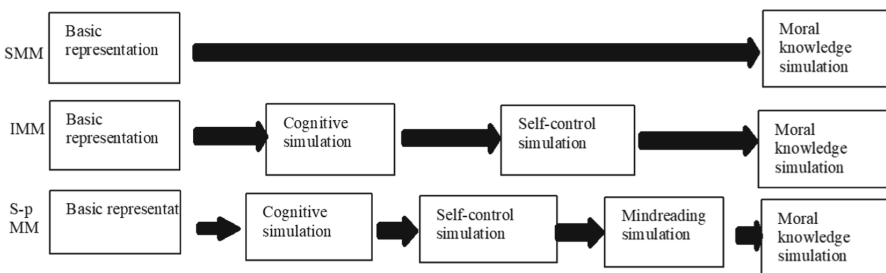 SMM
Basic
representation
Moral
knowledge
simulation
IMM
Basic
representation
Cognitive
simulation
Self-control
simulation
Moral
knowledge
simulation
S-p
MM
Basic representat
Cognitive
simulation
Self-control
simulation
Mindreading
simulation
Moral
knowledge
simulation